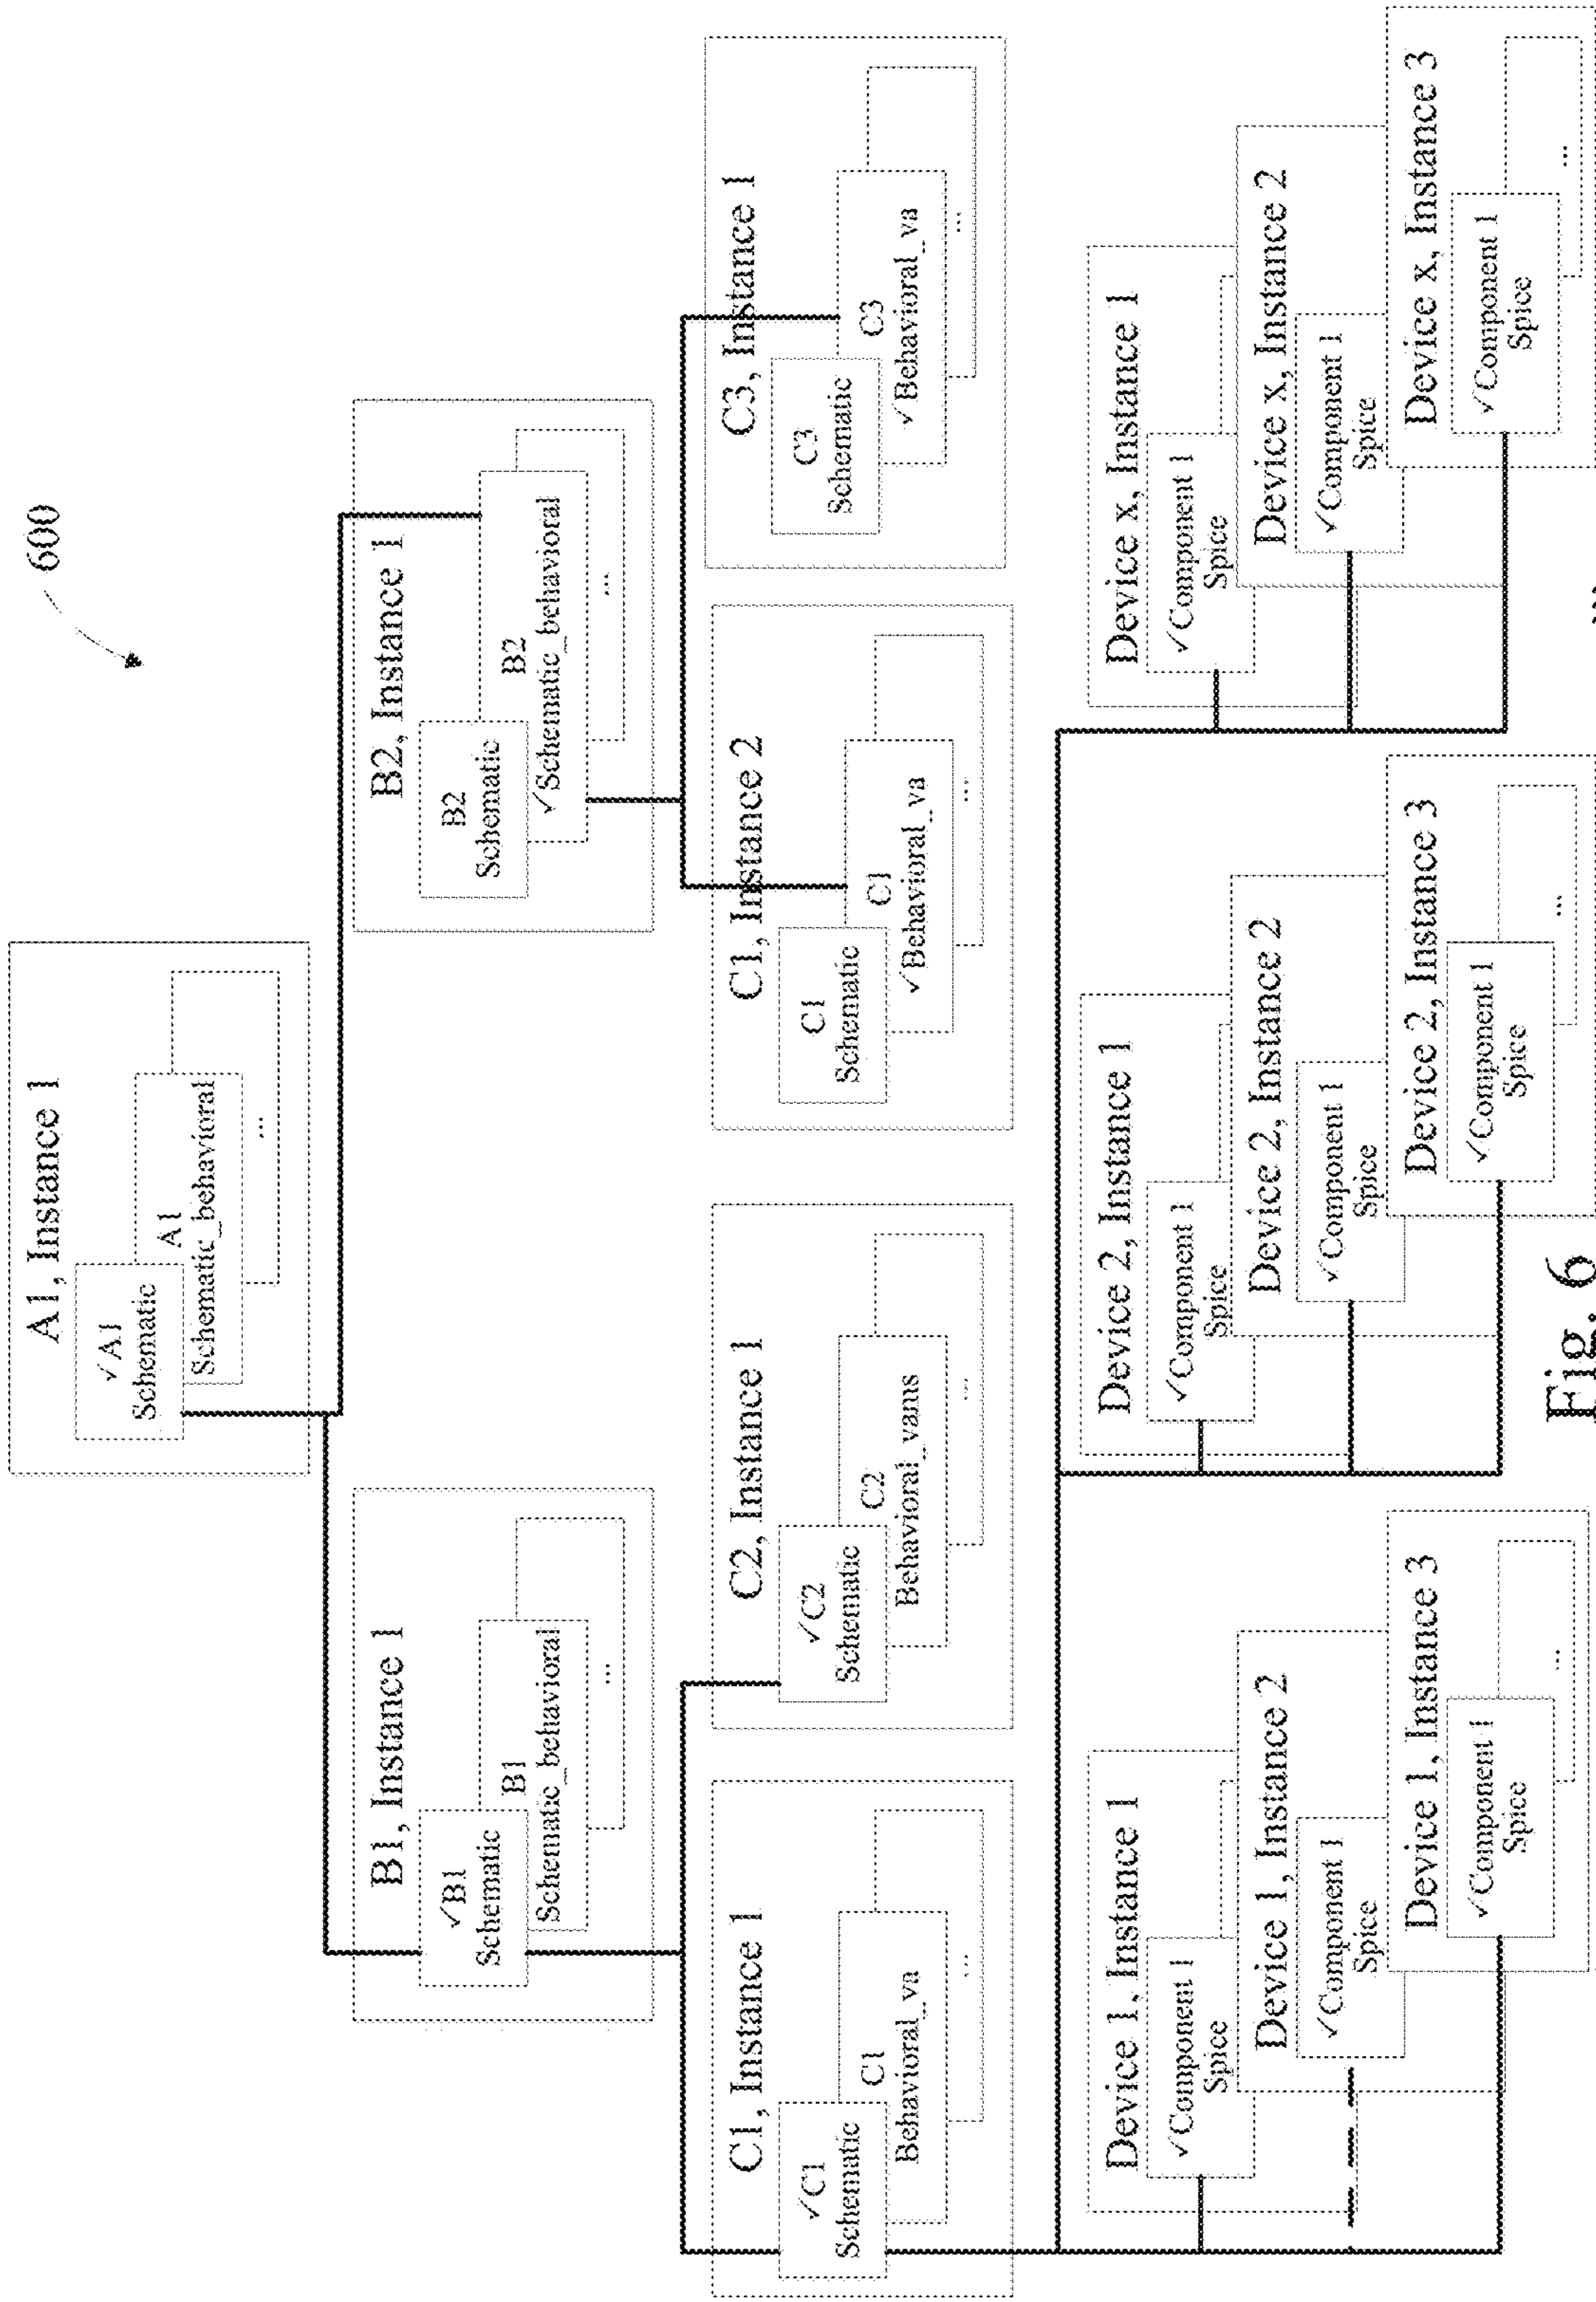 600
A1, Instance 1
✓A1
Schematic
A1
Schematic_behavioral
...
B1, Instance 1
✓B1
Schematic
B1
Schematic_behavioral
...
B2, Instance 1
B2
Schematic
B2
✓Schematic_behavioral
...
C1, Instance 1
✓C1
Schematic
C1
Behavioral_va
...
C2, Instance 1
✓C2
Schematic
C2
Behavioral_vams
...
C1, Instance 2
C1
Schematic
C1
✓Behavioral_va
...
C3, Instance 1
C3
Schematic
C3
✓Behavioral_va
...
Device 1, Instance 1
✓Component 1
Spice
Device 1, Instance 2
✓Component 1
Spice
Device 1, Instance 3
✓Component 1
Spice
...
Device 2, Instance 1
✓Component 1
Spice
Device 2, Instance 2
✓Component 1
Spice
Device 2, Instance 3
✓Component 1
Spice
...
Device x, Instance 1
✓Component 1
Spice
Device x, Instance 2
✓Component 1
Spice
Device x, Instance 3
✓Component 1
Spice
...
...
Fig. 6